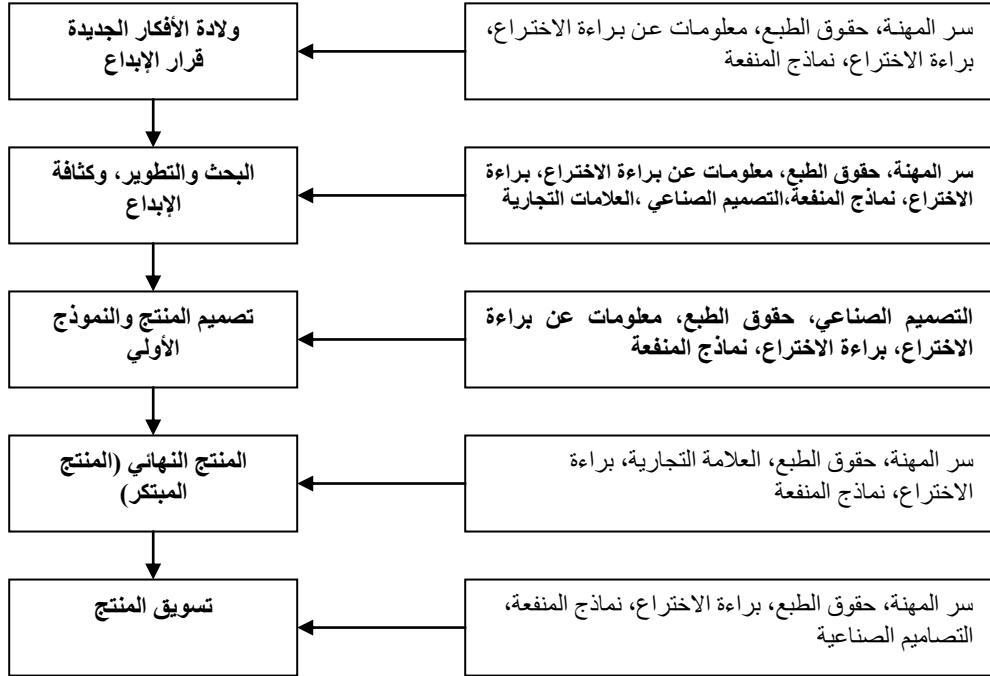 ولادة الأفكار الجديدة
قرار الإبداع
سر المهنة، حقوق الطبع، معلومات عن براءة الاختراع،
براءة الاختراع، نماذج المنفعة
البحث والتطوير، وكثافة
الإبداع
سر المهنة، حقوق الطبع، معلومات عن براءة الاختراع، براءة
الاختراع، نماذج المنفعة،التصميم الصناعي ،العلامات التجارية
تصميم المنتج والنموذج
الأولي
التصميم الصناعي، حقوق الطبع، معلومات عن براءة
الاختراع، براءة الاختراع، نماذج المنفعة
المنتج النهائي (المنتج
المبتكر)
سر المهنة، حقوق الطبع، العلامة التجارية، براءة
الاختراع، نماذج المنفعة
تسويق المنتج
سر المهنة، حقوق الطبع، براءة الاختراع، نماذج المنفعة،
التصاميم الصناعية